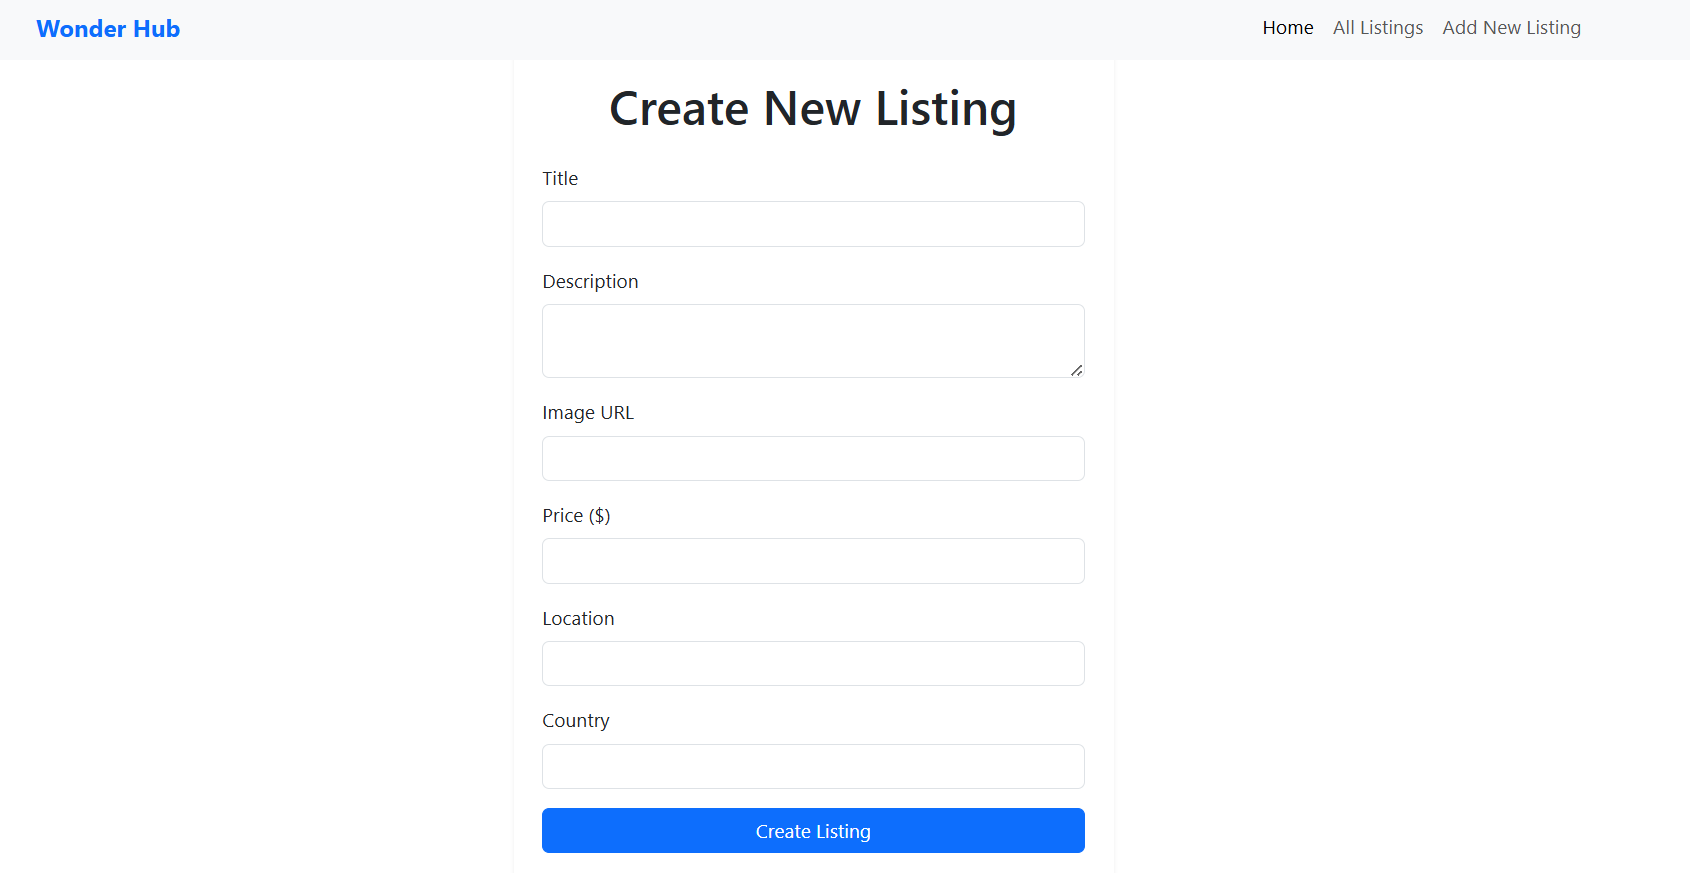 Wonder Hub
Home All Listings Add New Listing
Create New Listing
Title
Description
Image URL
Price ($)
Location
Country
Create Listing